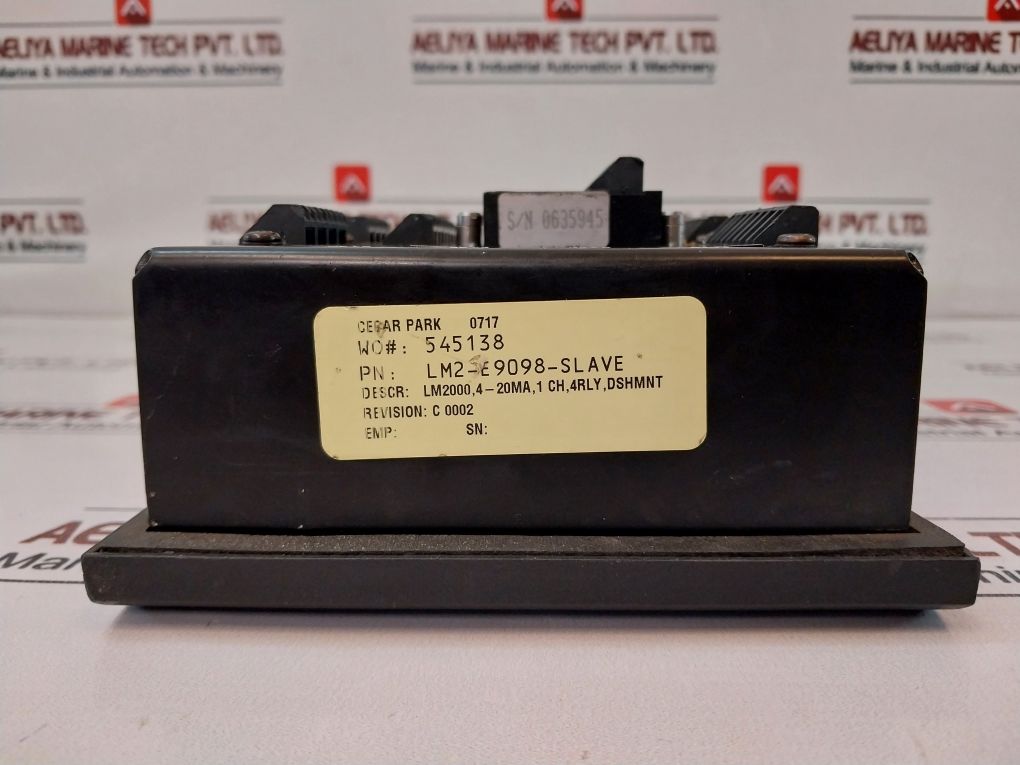 AELIYA MARINE TECH PVT. LTD.
Marine & Industrial Automation & Machinery
AELIYA MARINE TECH PVT. LTD.
Marine & Industrial Automation & Machinery
AELIYA MARINE TECH
Marine & Industrial
S/N 0635945
CEDAR PARK 0717
WO#: 545138
PN: LM2-E9098-SLAVE
DESCR: LM2000,4-20MA,1 CH,4RLY,DSHMNT
REVISION: C 0002
EMP: SN: